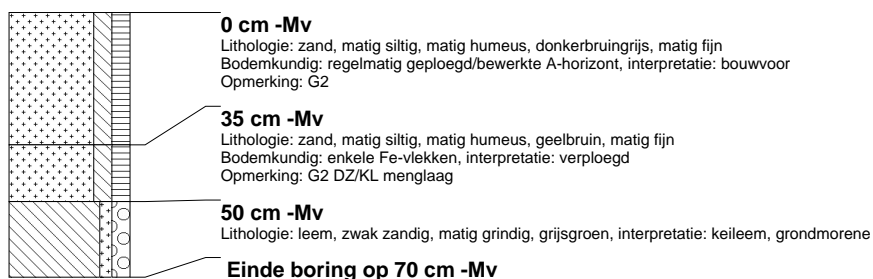 0 cm -Mv
Lithologie: zand, matig siltig, matig humeus, donkerbruingrijs, matig fijn
Bodemkundig: regelmatig geploegd/bewerkte A-horizont, interpretatie: bouwvoor
Opmerking: G2
35 cm -Mv
Lithologie: zand, matig siltig, matig humeus, geelbruin, matig fijn
Bodemkundig: enkele Fe-vlekken, interpretatie: verploegd
Opmerking: G2 DZ/KL menglaag
50 cm -Mv
Lithologie: leem, zwak zandig, matig grindig, grijsgroen, interpretatie: keileem, grondmorene
Einde boring op 70 cm -Mv